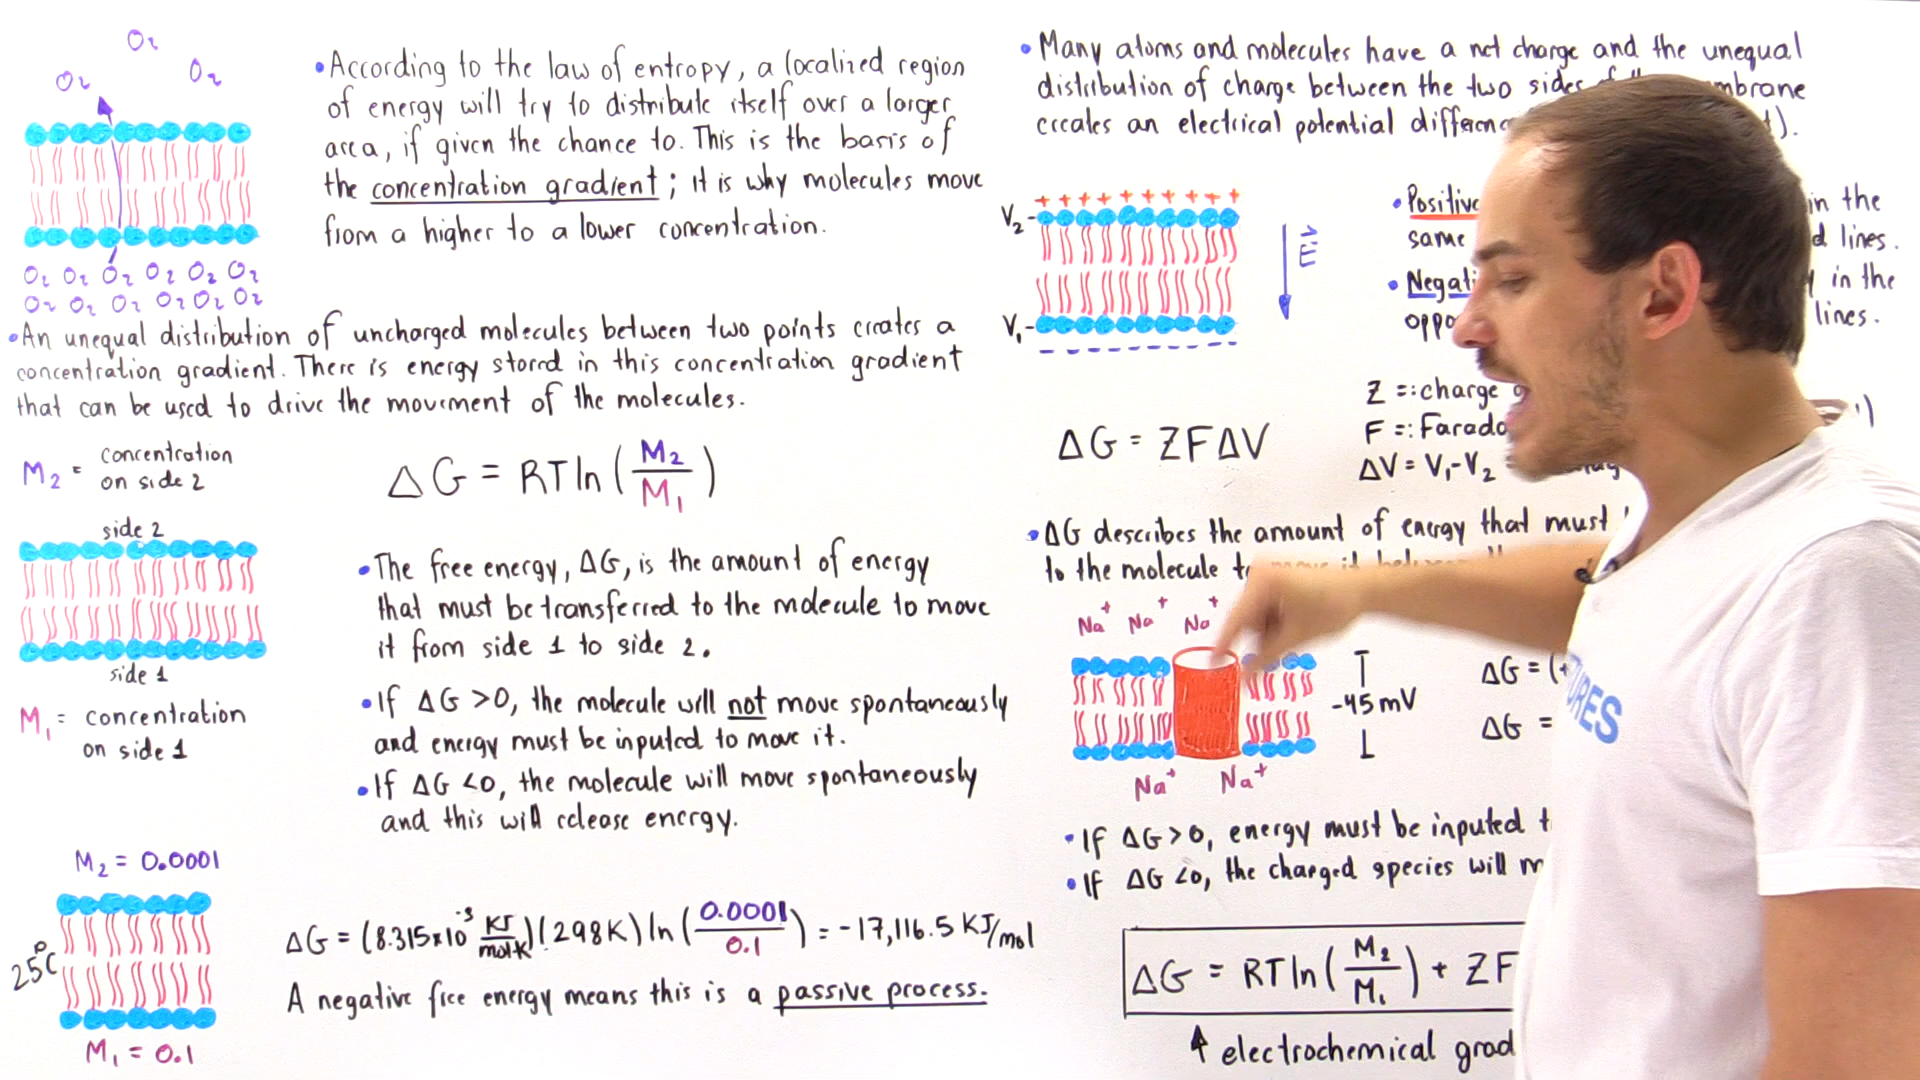 O₂
O₂ O₂
O₂ O₂ O₂ O₂ O₂ O₂
O₂ O₂ O₂ O₂ O₂ O₂
• According to the law of entropy, a localized region
of energy will try to distribute itself over a larger
area, if given the chance to. This is the basis of
the concentration gradient; it is why molecules move
from a higher to a lower concentration.
• An unequal distribution of uncharged molecules between two points creates a
concentration gradient. There is energy stored in this concentration gradient
that can be used to drive the movement of the molecules.
M₂ = concentration
on side 2
side 2
side 1
M₁ = concentration
on side 1
ΔG = RTln(M₂/M₁)
• The free energy, ΔG, is the amount of energy
that must be transferred to the molecule to move
it from side 1 to side 2.
• If ΔG >0, the molecule will not move spontaneously
and energy must be inputed to move it.
• If ΔG <0, the molecule will move spontaneously
and this will release energy.
M₂ = 0.0001
25°C
M₁ = 0.1
ΔG = (8.315x10⁻³ KJ/mol·K)(298K)ln(0.0001/0.1) = -17,116.5 KJ/mol
A negative free energy means this is a passive process.
• Many atoms and molecules have a net charge and the unequal
distribution of charge between the two sides
creates an electrical potential
+ + + + + + + + +
V₂
V₁
- - - - - - - - -
E
• Positive in the
same lines.
• in the
lines.
ΔG = ZFΔV
Z =: charge
F =:
ΔV = V₁-V₂ =
• ΔG describes the amount of energy that must
to the molecule
Na⁺ Na⁺ Na⁺
-45mV
Na⁺ Na⁺
ΔG = (+
ΔG =
• If ΔG >0, energy must be inputed
• If ΔG <0, the charged species will
ΔG = RTln(M₂/M₁) + ZF
↑ electrochemical